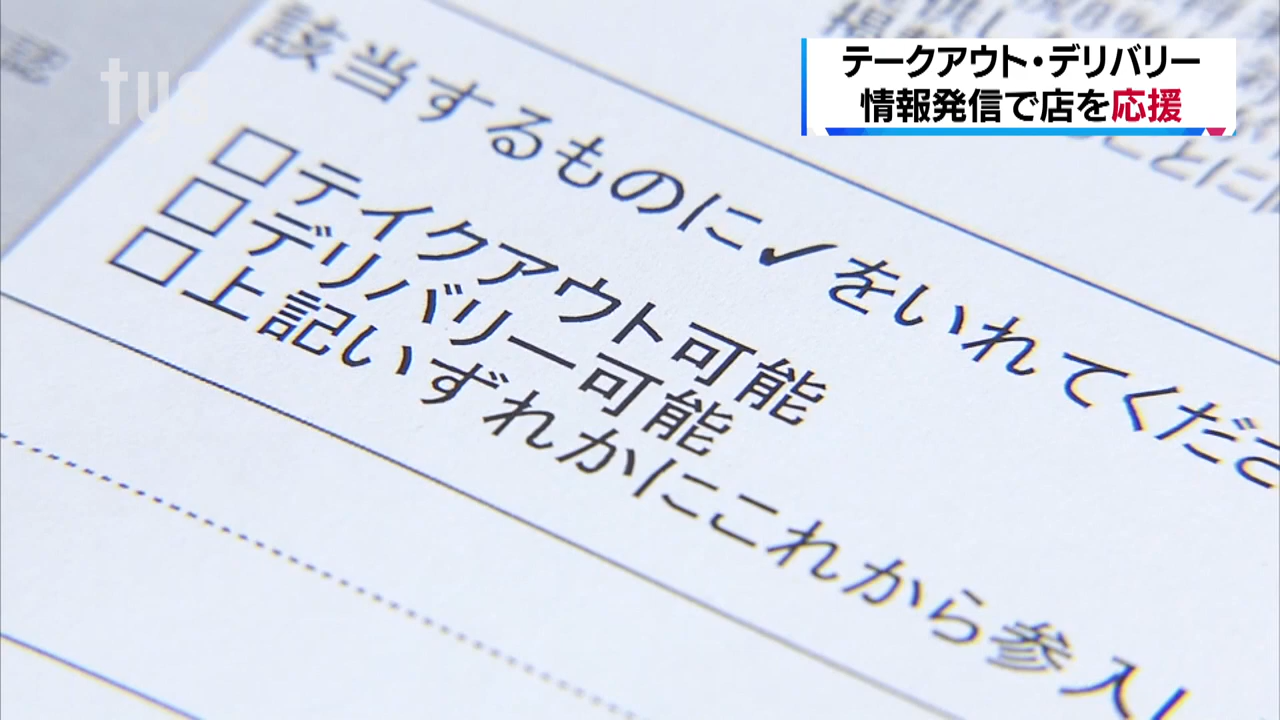 テークアウト・デリバリー
情報発信で店を応援
該当するものに✓をいれてくださ
□テイクアウト可能
□デリバリー可能
□上記いずれかにこれから参入し
認